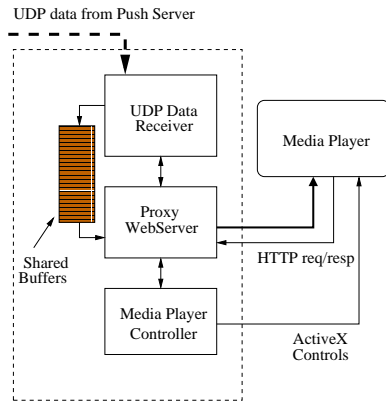 UDP data from Push Server
UDP Data
Receiver
Media Player
Proxy
WebServer
HTTP req/resp
Shared
Buffers
Media Player
Controller
ActiveX
Controls